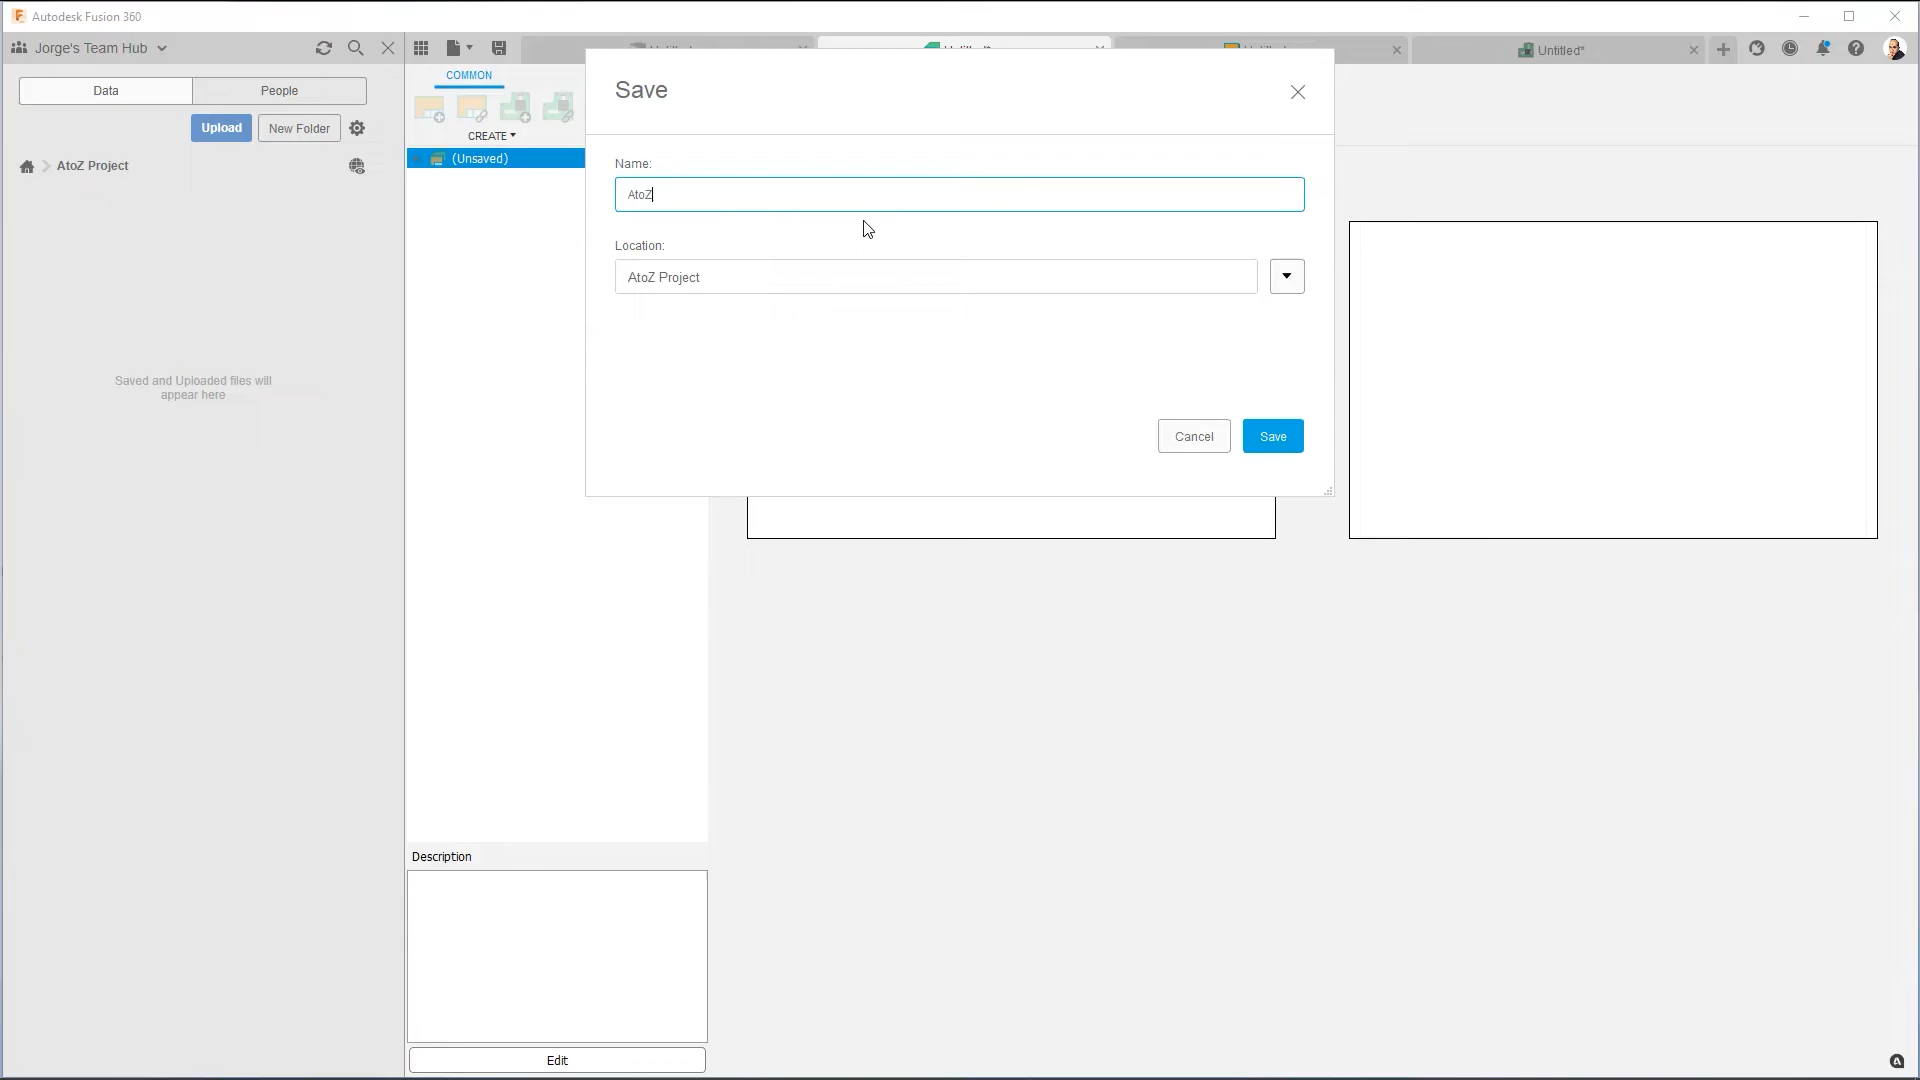 Autodesk Fusion 360
Jorge's Team Hub
Untitled*
Data
People
COMMON
Save
Upload
New Folder
CREATE
AtoZ Project
(Unsaved)
Name:
AtoZ
Location:
AtoZ Project
Saved and Uploaded files will
appear here
Cancel
Save
Description
Edit